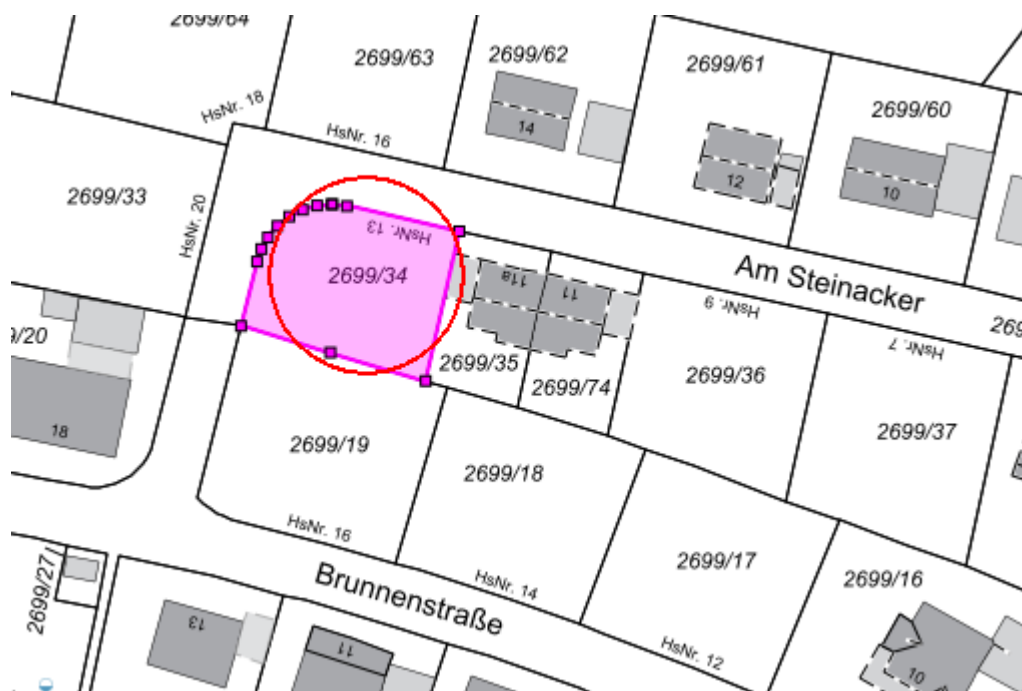 2699/64
2699/63
2699/62
2699/61
2699/60
HsNr. 18
HsNr. 16
14
12
10
2699/33
HsNr. 20
HsNr. 13
2699/34
11a
11
Am Steinacker
HsNr. 9
HsNr. 7
2699/35
2699/74
2699/36
2699/37
18
2699/19
2699/18
HsNr. 16
2699/17
HsNr. 14
2699/16
2699/27
Brunnenstraße
HsNr. 12
13
11
10